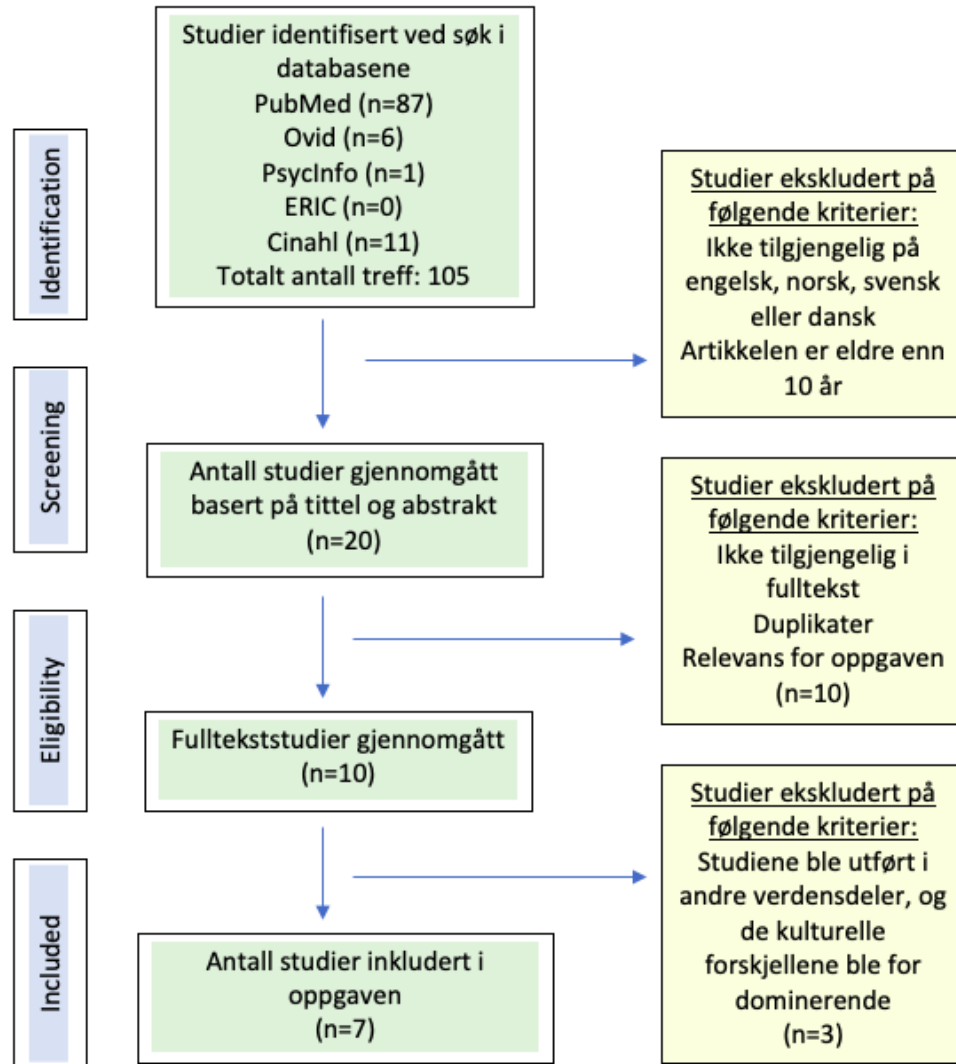 Identification
Studier identifisert ved søk i
databasene
PubMed (n=87)
Ovid (n=6)
PsycInfo (n=1)
ERIC (n=0)
Cinahl (n=11)
Totalt antall treff: 105
Studier ekskludert på
følgende kriterier:
Ikke tilgjengelig på
engelsk, norsk, svensk
eller dansk
Artikkelen er eldre enn
10 år
Screening
Antall studier gjennomgått
basert på tittel og abstrakt
(n=20)
Studier ekskludert på
følgende kriterier:
Ikke tilgjengelig i
fulltekst
Duplikater
Relevans for oppgaven
(n=10)
Eligibility
Fulltekststudier gjennomgått
(n=10)
Studier ekskludert på
følgende kriterier:
Studiene ble utført i
andre verdensdeler, og
de kulturelle
forskjellene ble for
dominerende
(n=3)
Included
Antall studier inkludert i
oppgaven
(n=7)